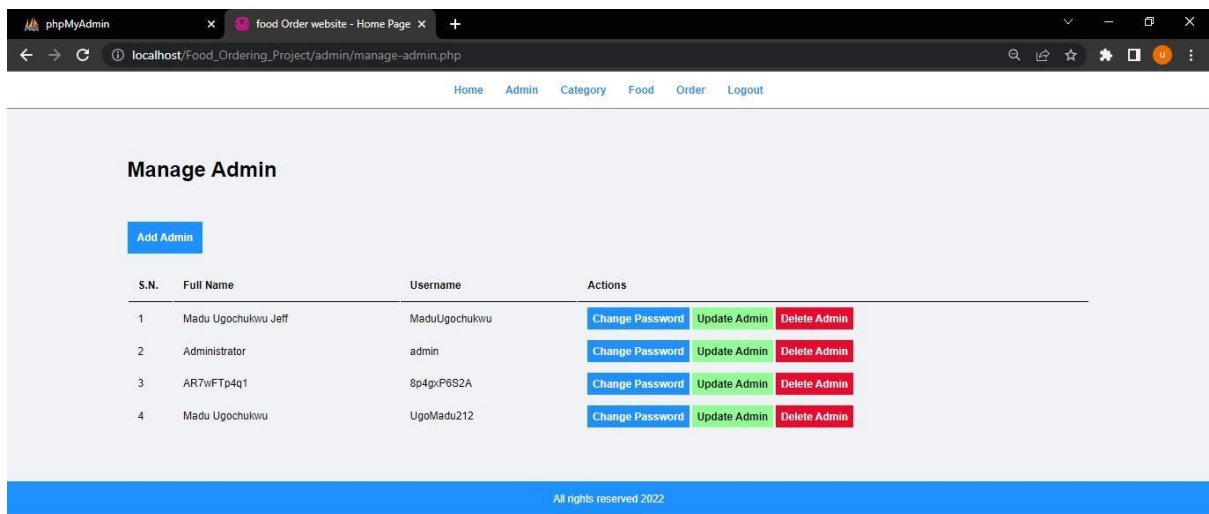 phpMyAdmin food Order website - Home Page
localhost/Food_Ordering_Project/admin/manage-admin.php U
Home Admin Category Food Order Logout
Manage Admin
Add Admin
S.N. Full Name Username Actions
1 Madu Ugochukwu Jeff MaduUgochukwu Change Password Update Admin Delete Admin
2 Administrator admin Change Password Update Admin Delete Admin
3 AR7wFTp4q1 8p4gxP6S2A Change Password Update Admin Delete Admin
4 Madu Ugochukwu UgoMadu212 Change Password Update Admin Delete Admin
All rights reserved 2022